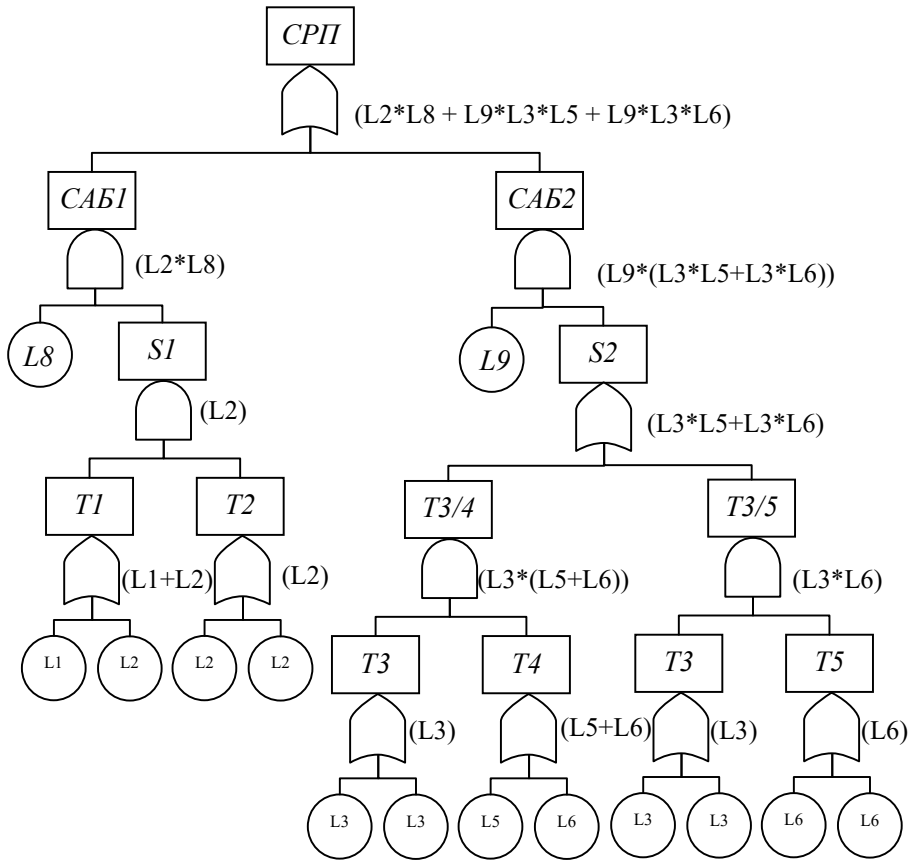 СРП
(L2*L8 + L9*L3*L5 + L9*L3*L6)
САБ1
САБ2
(L2*L8)
(L9*(L3*L5+L3*L6))
L8
S1
L9
S2
(L2)
(L3*L5+L3*L6)
T1
T2
T3/4
T3/5
(L1+L2)
(L2)
(L3*(L5+L6))
(L3*L6)
L1
L2
L2
L2
T3
T4
T3
T5
(L3)
(L5+L6)
(L3)
(L6)
L3
L3
L5
L6
L3
L3
L6
L6